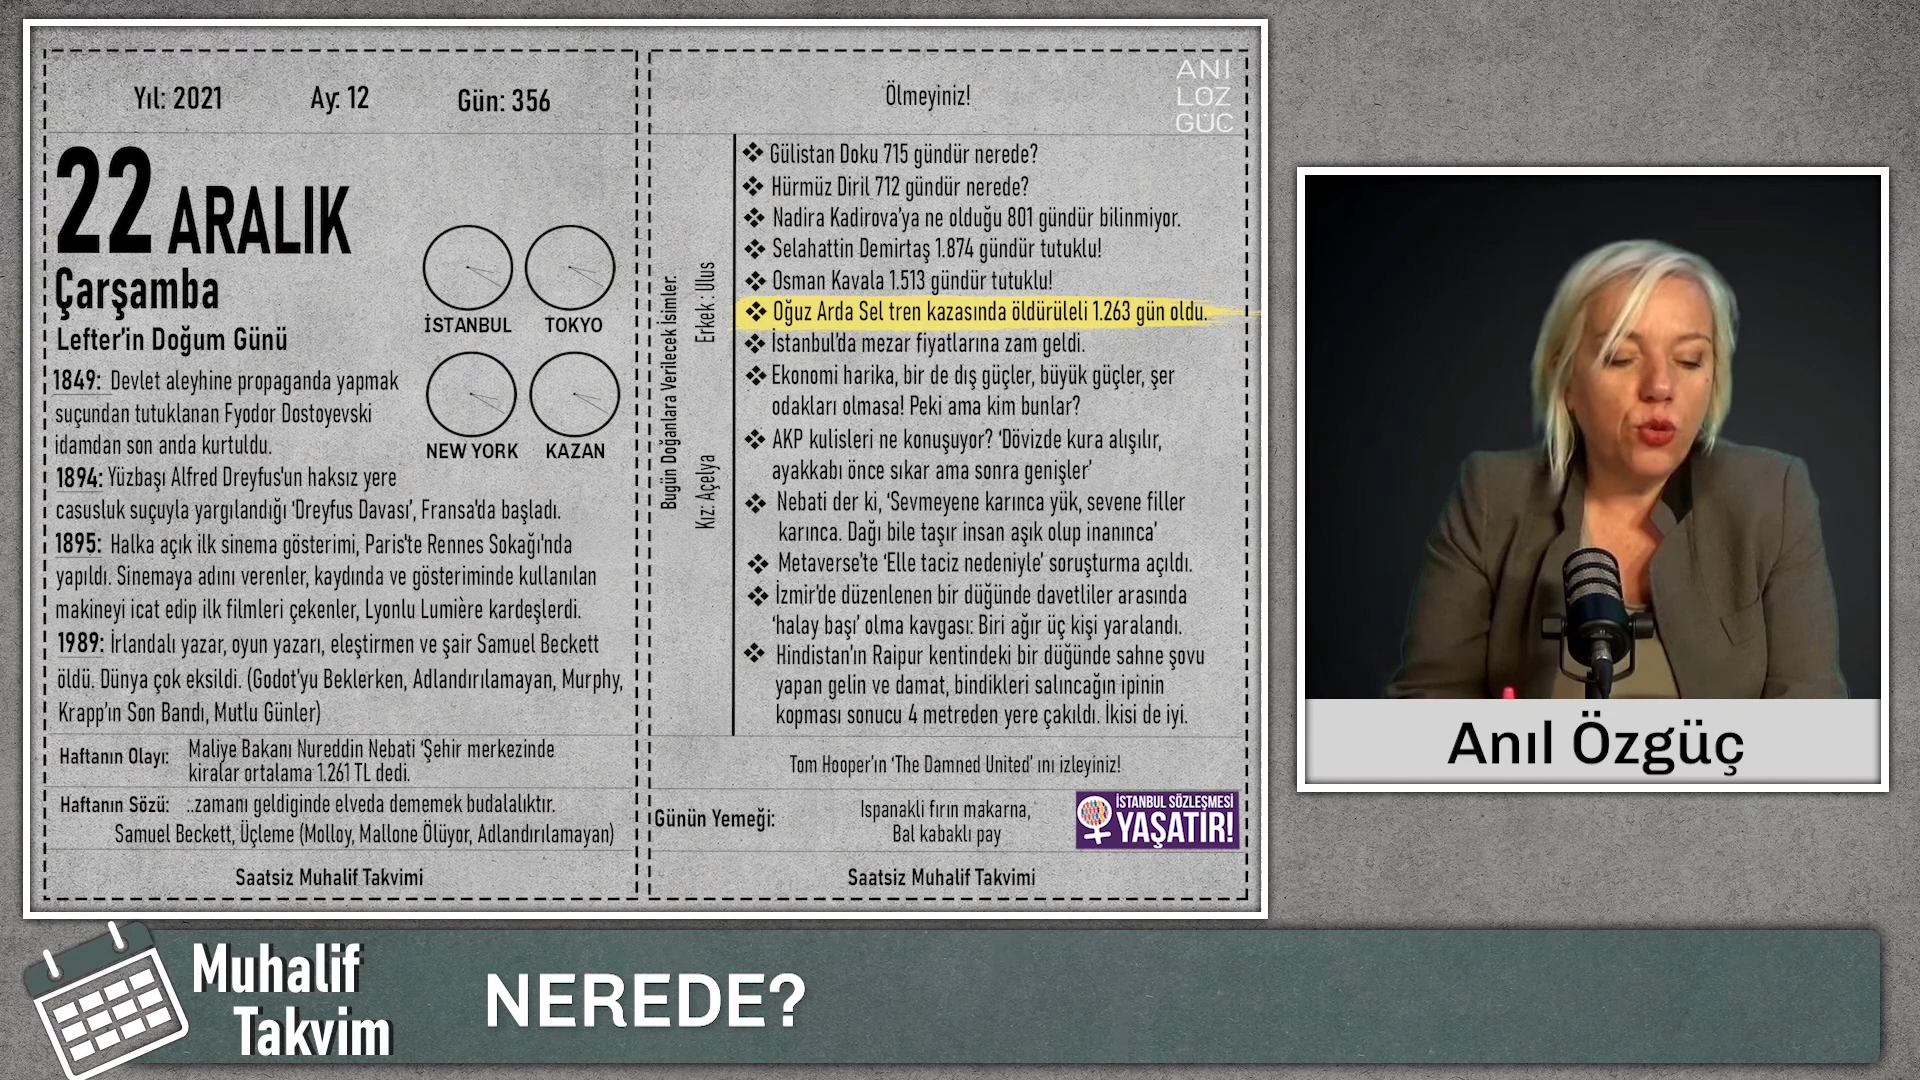 Yıl: 2021 Ay: 12 Gün: 356
22 ARALIK
Çarşamba
Lefter'in Doğum Günü
İSTANBUL TOKYO
NEW YORK KAZAN
1849: Devlet aleyhine propaganda yapmak
suçundan tutuklanan Fyodor Dostoyevski
idamdan son anda kurtuldu.
1894: Yüzbaşı Alfred Dreyfus'un haksız yere
casusluk suçuyla yargılandığı 'Dreyfus Davası', Fransa'da başladı.
1895: Halka açık ilk sinema gösterimi, Paris'te Rennes Sokağı'nda
yapıldı. Sinemaya adını verenler, kaydında ve gösteriminde kullanılan
makineyi icat edip ilk filmleri çekenler, Lyonlu Lumière kardeşlerdi.
1989: İrlandalı yazar, oyun yazarı, eleştirmen ve şair Samuel Beckett
öldü. Dünya çok eksildi. (Godot'yu Beklerken, Adlandırılamayan, Murphy,
Krapp'ın Son Bandı, Mutlu Günler)
Haftanın Olayı: Maliye Bakanı Nureddin Nebati 'Şehir merkezinde
kiralar ortalama 1.261 TL dedi.
Haftanın Sözü: ..zamanı geldiginde elveda dememek budalalıktır.
Samuel Beckett, Üçleme (Molloy, Mallone Ölüyor, Adlandırılamayan)
Saatsiz Muhalif Takvimi
Ölmeyiniz!
ANI
LOZ
GÜC
Bugün Doğanlara Verilecek İsimler:
Kız: Açelya Erkek : Ulus
❖ Gülistan Doku 715 gündür nerede?
❖ Hürmüz Diril 712 gündür nerede?
❖ Nadira Kadirova'ya ne olduğu 801 gündür bilinmiyor.
❖ Selahattin Demirtaş 1.874 gündür tutuklu!
❖ Osman Kavala 1.513 gündür tutuklu!
❖ Oğuz Arda Sel tren kazasında öldürüleli 1.263 gün oldu.
❖ İstanbul'da mezar fiyatlarına zam geldi.
❖ Ekonomi harika, bir de dış güçler, büyük güçler, şer
odakları olmasa! Peki ama kim bunlar?
❖ AKP kulisleri ne konuşuyor? 'Dövizde kura alışılır,
ayakkabı önce sıkar ama sonra genişler'
❖ Nebati der ki, 'Sevmeyene karınca yük, sevene filler
karınca. Dağı bile taşır insan aşık olup inanınca'
❖ Metaverse'te 'Elle taciz nedeniyle' soruşturma açıldı.
❖ İzmir'de düzenlenen bir düğünde davetliler arasında
'halay başı' olma kavgası: Biri ağır üç kişi yaralandı.
❖ Hindistan'ın Raipur kentindeki bir düğünde sahne şovu
yapan gelin ve damat, bindikleri salıncağın ipinin
kopması sonucu 4 metreden yere çakıldı. İkisi de iyi.
Tom Hooper'ın 'The Damned United' ını izleyiniz!
Günün Yemeği: Ispanakli fırın makarna,
Bal kabaklı pay
İSTANBUL SÖZLEŞMESİ
YAŞATIR!
Saatsiz Muhalif Takvimi
Anıl Özgüç
Muhalif
Takvim
NEREDE?